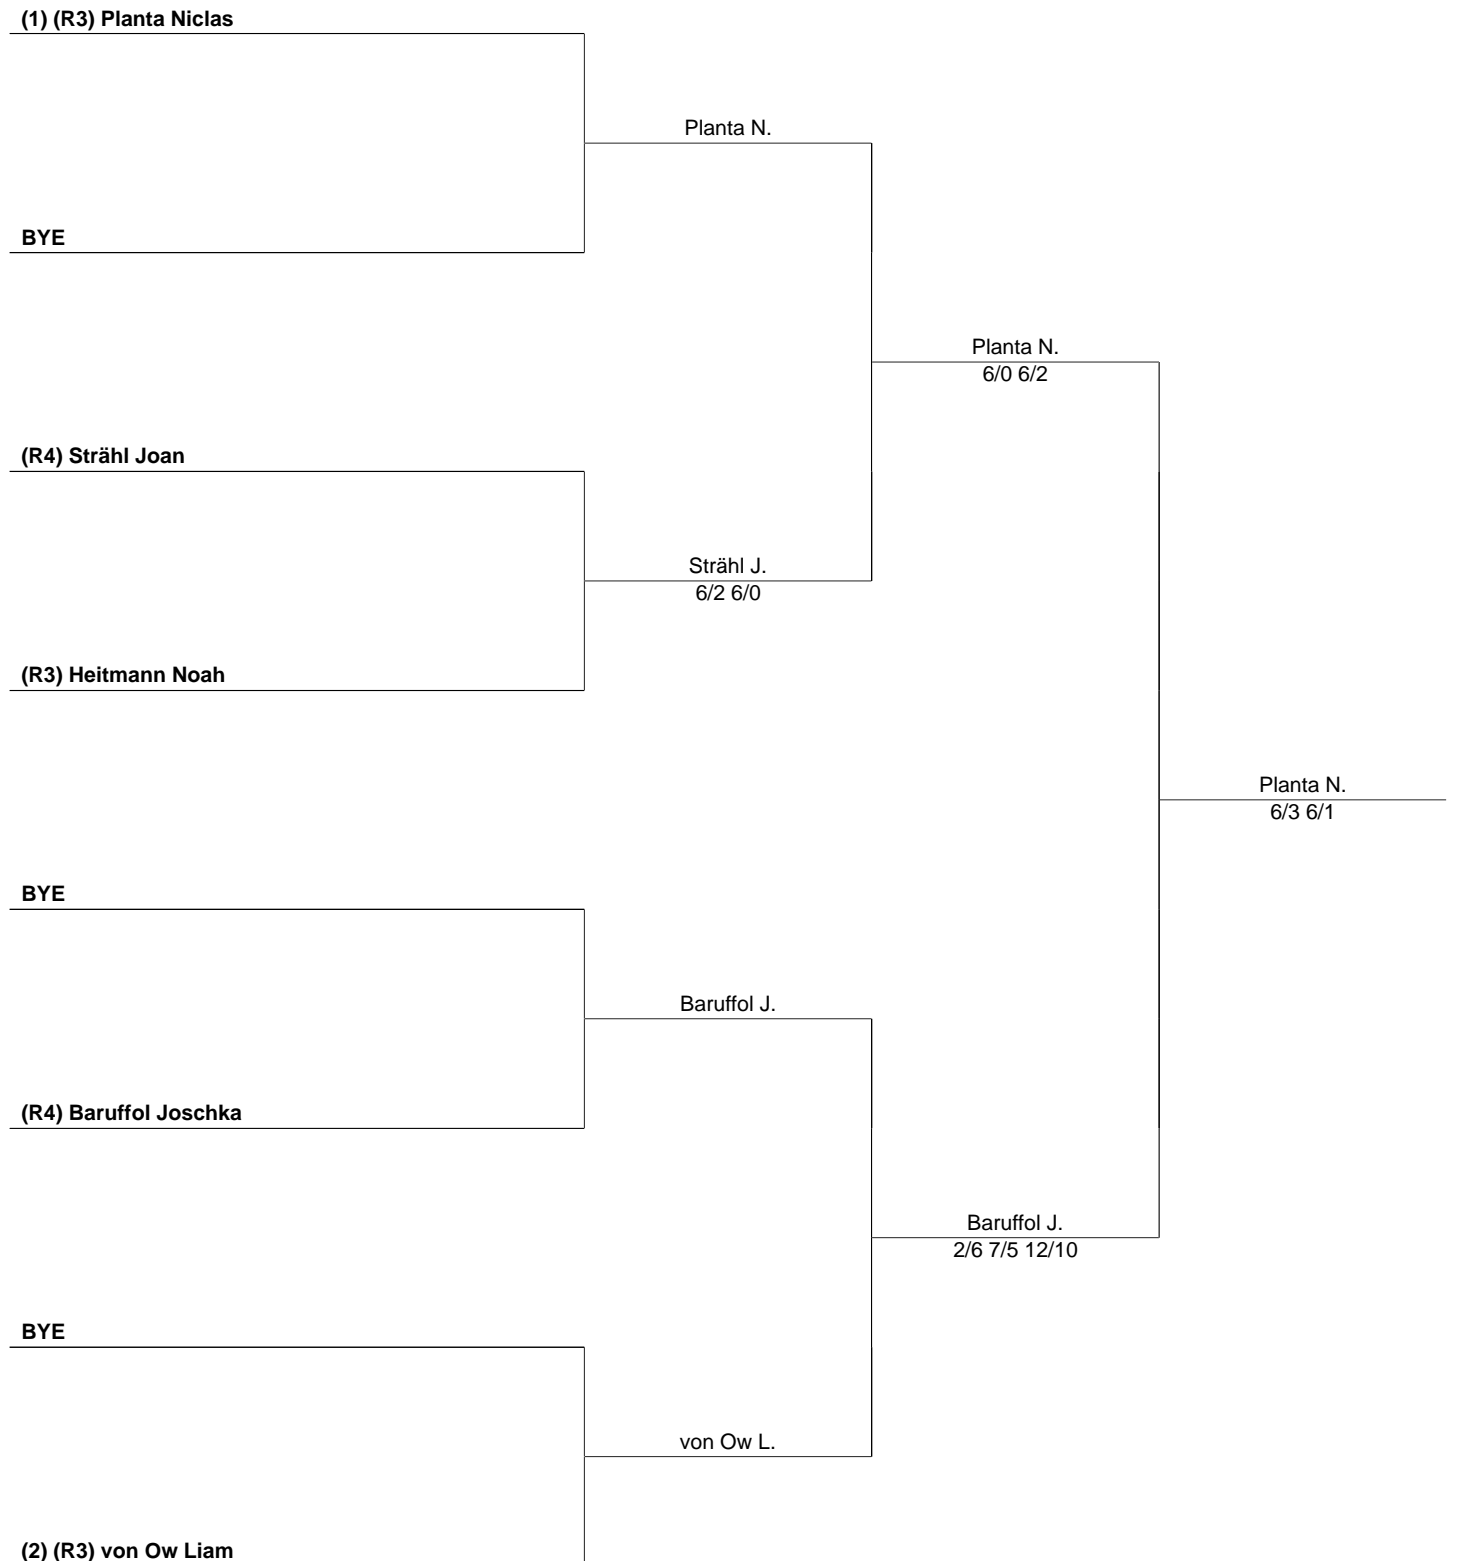 (1) (R3) Planta Niclas
Planta N.
BYE
Planta N.
6/0 6/2
(R4) Strähl Joan
Strähl J.
6/2 6/0
(R3) Heitmann Noah
Planta N.
6/3 6/1
BYE
Baruffol J.
(R4) Baruffol Joschka
Baruffol J.
2/6 7/5 12/10
BYE
von Ow L.
(2) (R3) von Ow Liam